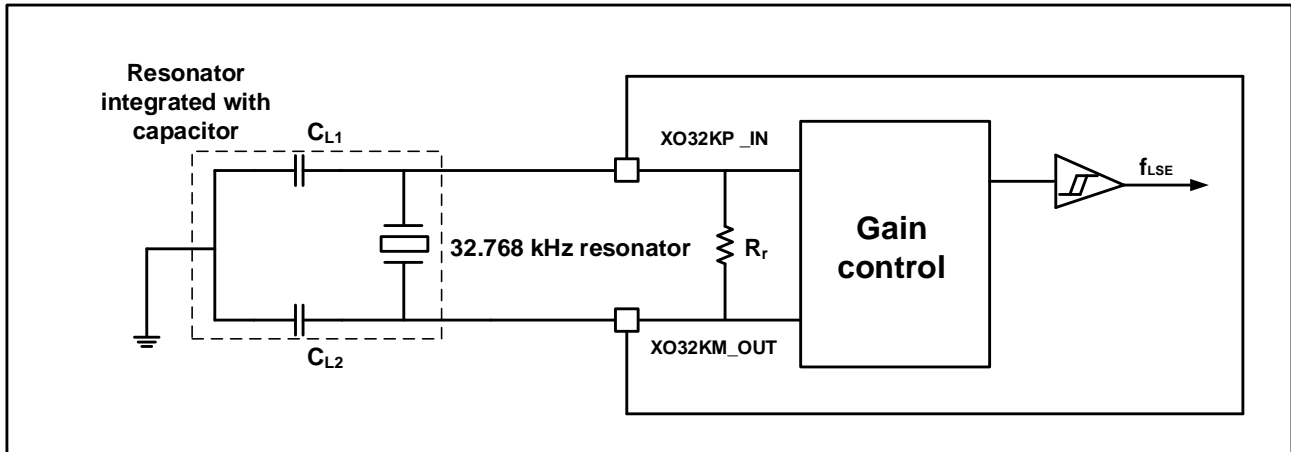 Resonator
integrated with
capacitor
CL1
XO32KP _IN
fLSE
32.768 kHz resonator
Rr
Gain
control
XO32KM_OUT
CL2